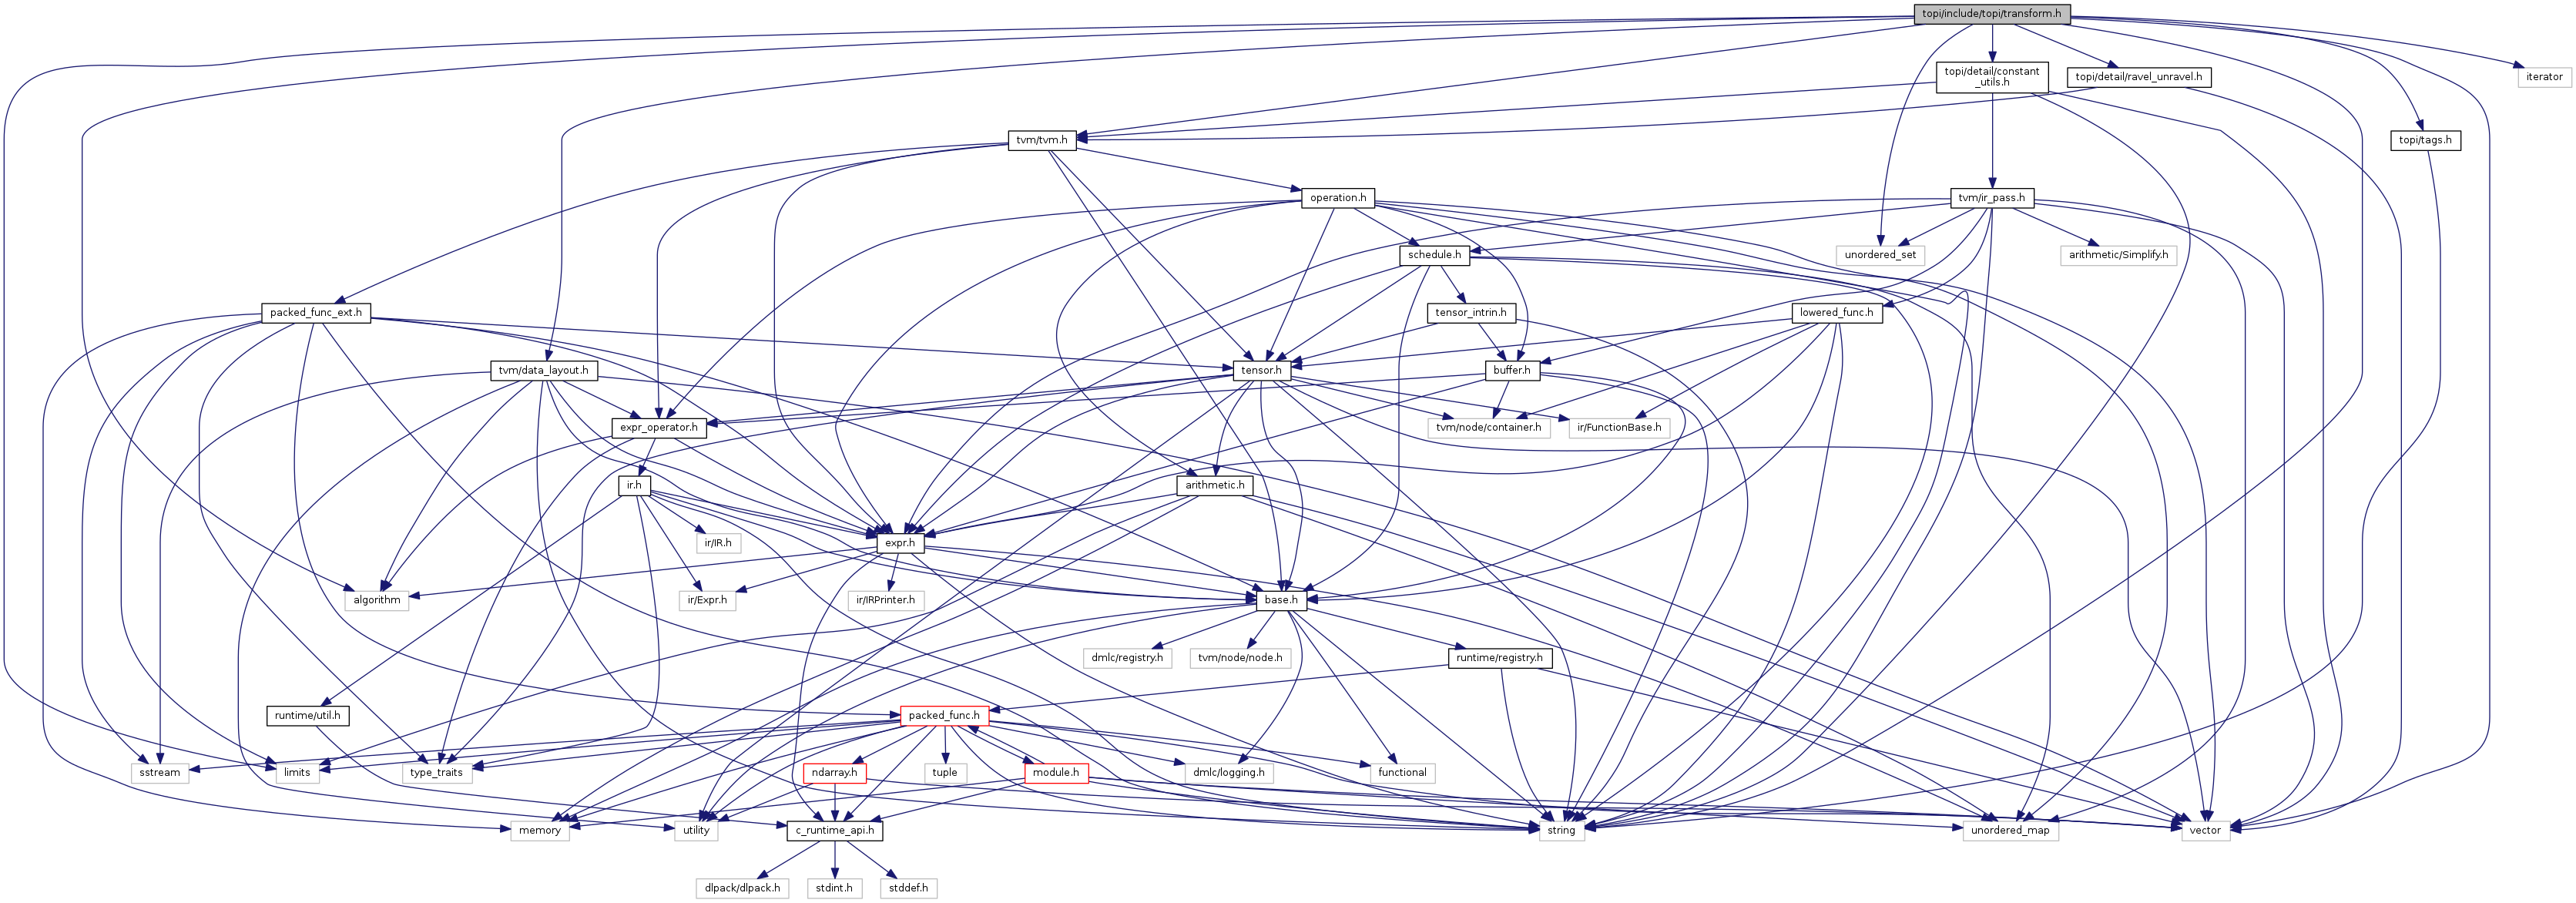 topi/include/topi/transform.h
topi/detail/constant
_utils.h
topi/detail/ravel_unravel.h
iterator
tvm/tvm.h
topi/tags.h
operation.h
tvm/ir_pass.h
schedule.h
unordered_set
arithmetic/Simplify.h
packed_func_ext.h
tensor_intrin.h
lowered_func.h
tvm/data_layout.h
tensor.h
buffer.h
expr_operator.h
tvm/node/container.h
ir/FunctionBase.h
ir.h
arithmetic.h
ir/IR.h
expr.h
algorithm
ir/Expr.h
ir/IRPrinter.h
base.h
dmlc/registry.h
tvm/node/node.h
runtime/registry.h
runtime/util.h
packed_func.h
sstream
limits
type_traits
ndarray.h
tuple
module.h
dmlc/logging.h
functional
memory
utility
c_runtime_api.h
string
unordered_map
vector
dlpack/dlpack.h
stdint.h
stddef.h